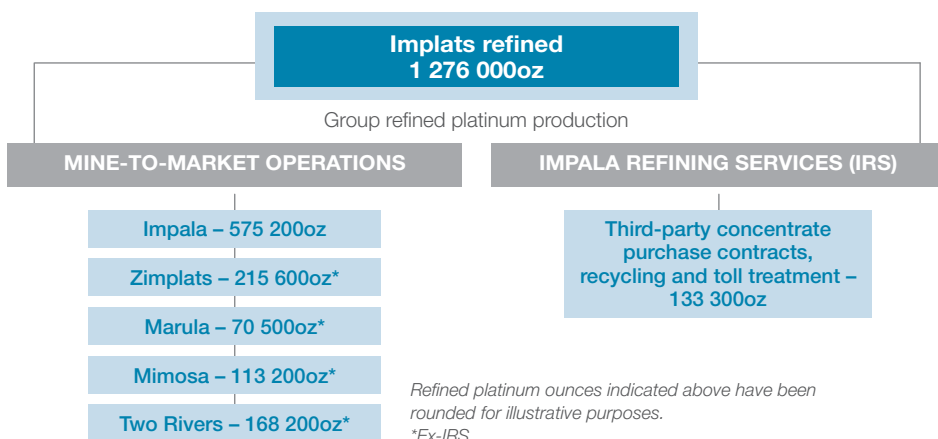 Implats refined
1 276 000oz
Group refined platinum production
MINE-TO-MARKET OPERATIONS
Impala – 575 200oz
Zimplats – 215 600oz*
Marula – 70 500oz*
Mimosa – 113 200oz*
Two Rivers – 168 200oz*
IMPALA REFINING SERVICES (IRS)
Third-party concentrate
purchase contracts,
recycling and toll treatment –
133 300oz
Refined platinum ounces indicated above have been
rounded for illustrative purposes.
*Ex-IRS